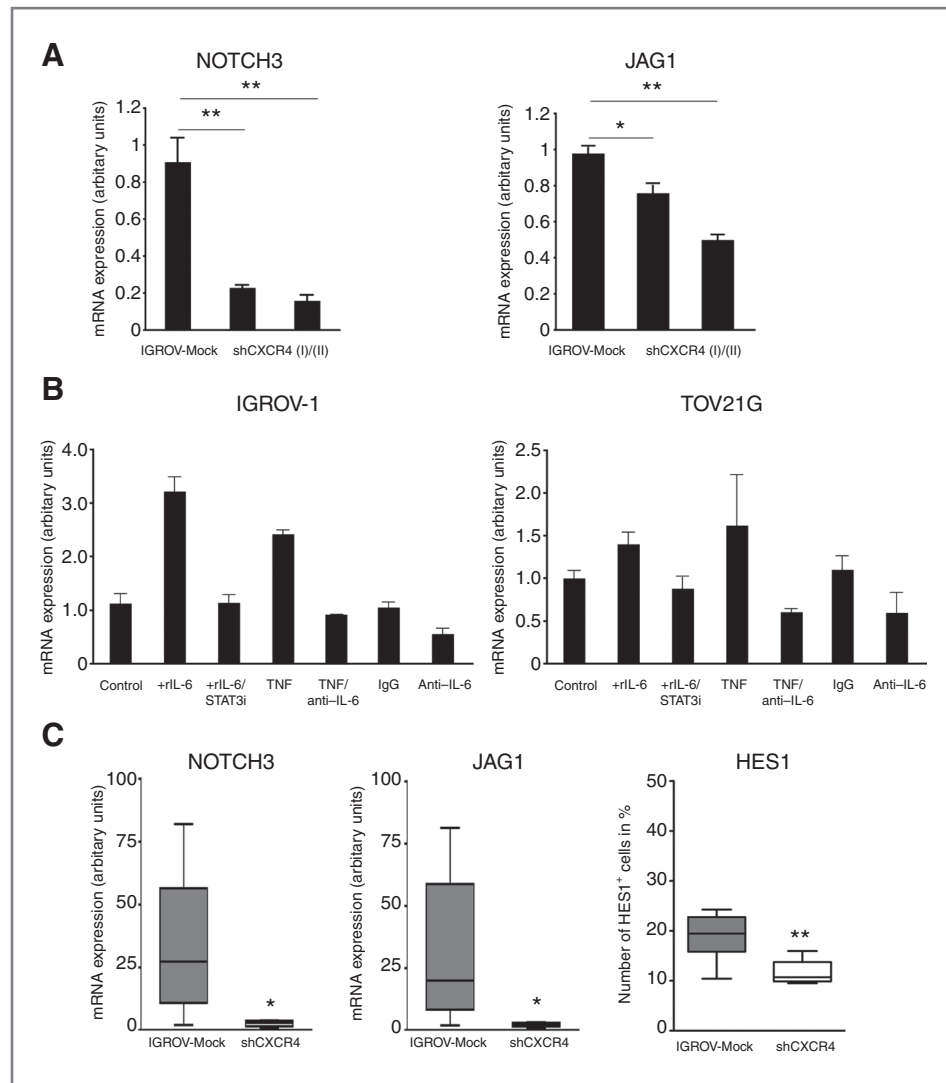 A
NOTCH3
JAG1
**
**
**
*
mRNA expression (arbitary units)
1.2
1
0.8
0.6
0.4
0.2
0
IGROV-Mock shCXCR4 (I)/(II)
mRNA expression (arbitary units)
1.2
1
0.8
0.6
0.4
0.2
0
IGROV-Mock shCXCR4 (I)/(II)
B
IGROV-1
TOV21G
mRNA expression (arbitary units)
4.0
3.0
2.0
1.0
0
Control +rIL-6 +rIL-6/ TNF TNF/ IgG Anti–IL-6
STAT3i anti–IL-6
mRNA expression (arbitary units)
2.5
2.0
1.5
1.0
0.5
0
Control +rIL-6 +rIL-6/ TNF TNF/ IgG Anti–IL-6
STAT3i anti–IL-6
C
NOTCH3
JAG1
HES1
mRNA expression (arbitary units)
100
75
50
25
0
*
IGROV-Mock shCXCR4
mRNA expression (arbitary units)
100
75
50
25
0
*
IGROV-Mock shCXCR4
Number of HES1+ cells in %
50
40
30
20
10
0
**
IGROV-Mock shCXCR4